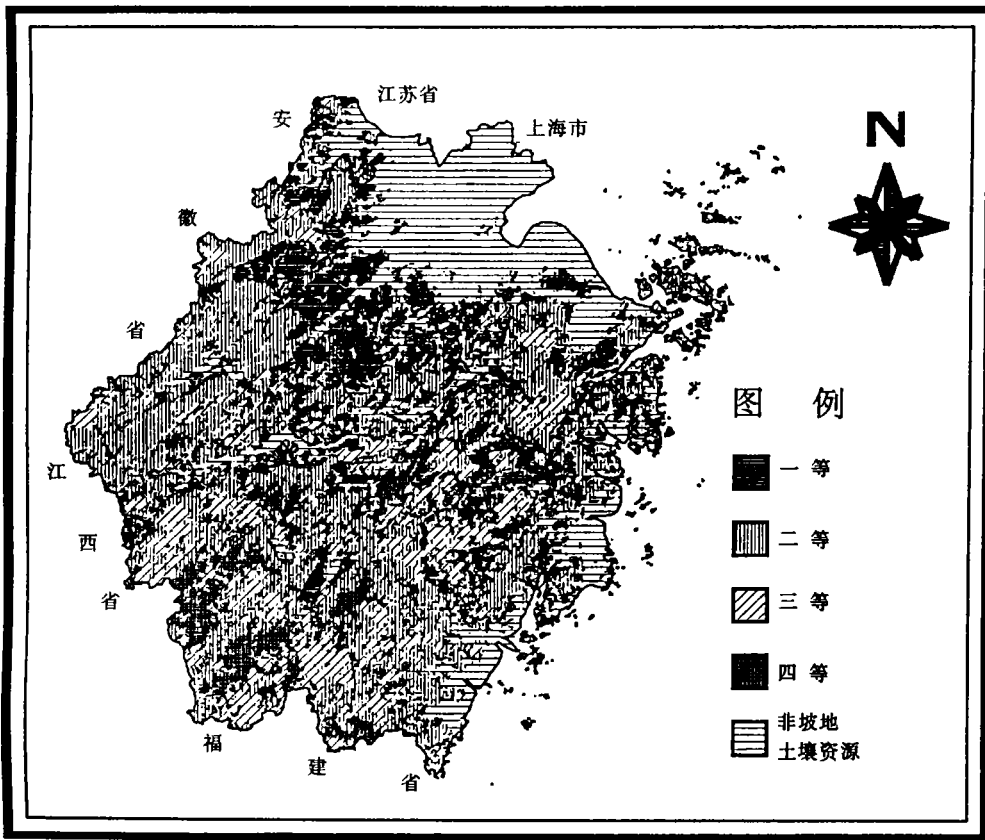 江苏省
安
上海市
N
徽
省
图 例
江
一等
西
二等
省
三等
四等
非坡地
土壤资源
福
建
省